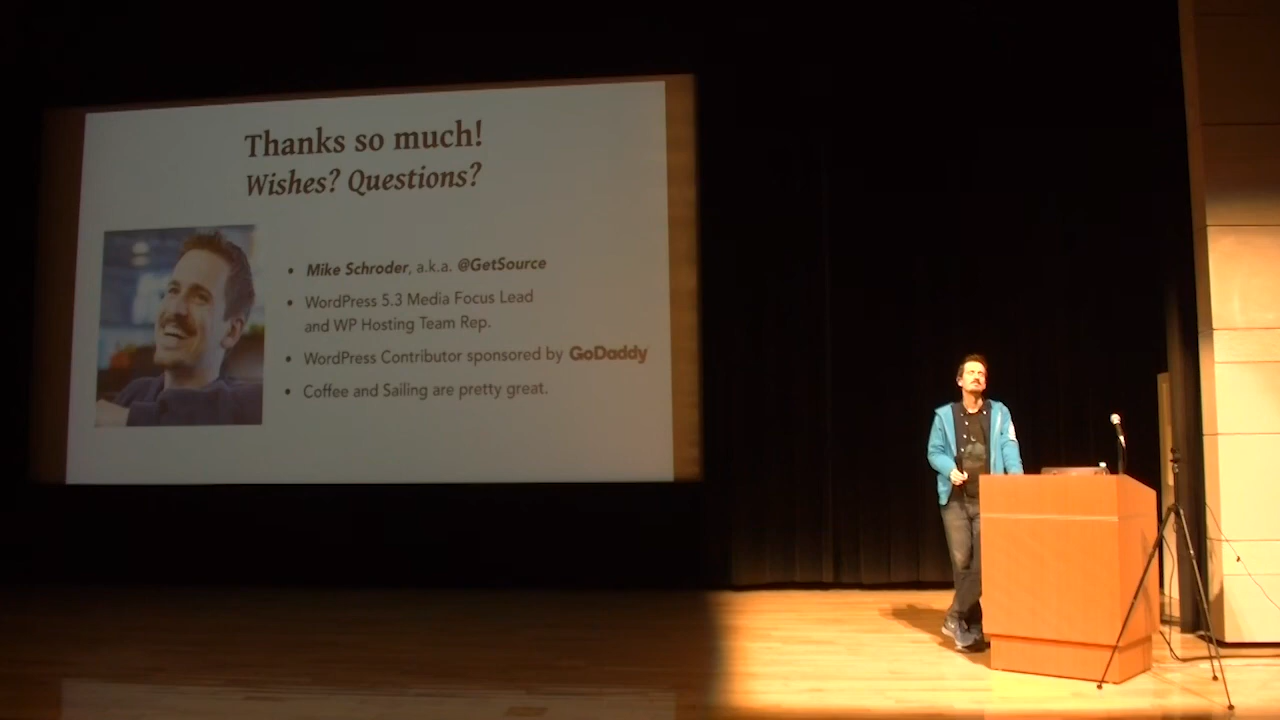 Thanks so much!
Wishes? Questions?
• Mike Schroder, a.k.a. @GetSource
• WordPress 5.3 Media Focus Lead
and WP Hosting Team Rep.
• WordPress Contributor sponsored by GoDaddy
• Coffee and Sailing are pretty great.